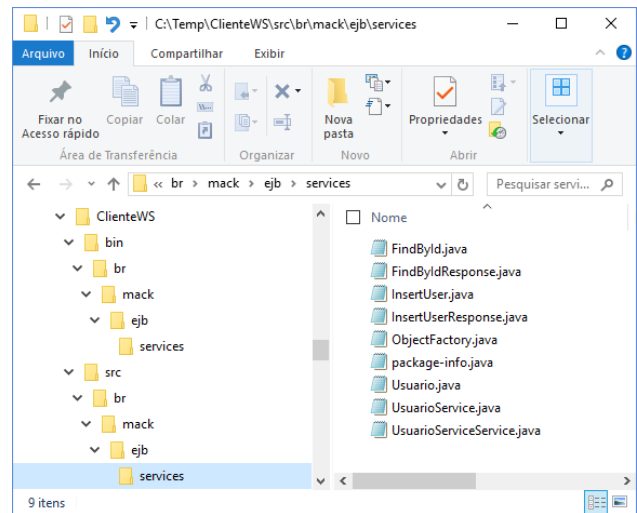 C:\Temp\ClienteWS\src\br\mack\ejb\services
Arquivo Início Compartilhar Exibir
Fixar no Acesso rápido
Copiar
Colar
Nova pasta
Propriedades
Selecionar
Área de Transferência Organizar Novo Abrir
« br › mack › ejb › services
Pesquisar servi...
ClienteWS
bin
br
mack
ejb
services
src
br
mack
ejb
services
Nome
FindById.java
FindByIdResponse.java
InsertUser.java
InsertUserResponse.java
ObjectFactory.java
package-info.java
Usuario.java
UsuarioService.java
UsuarioServiceService.java
9 itens